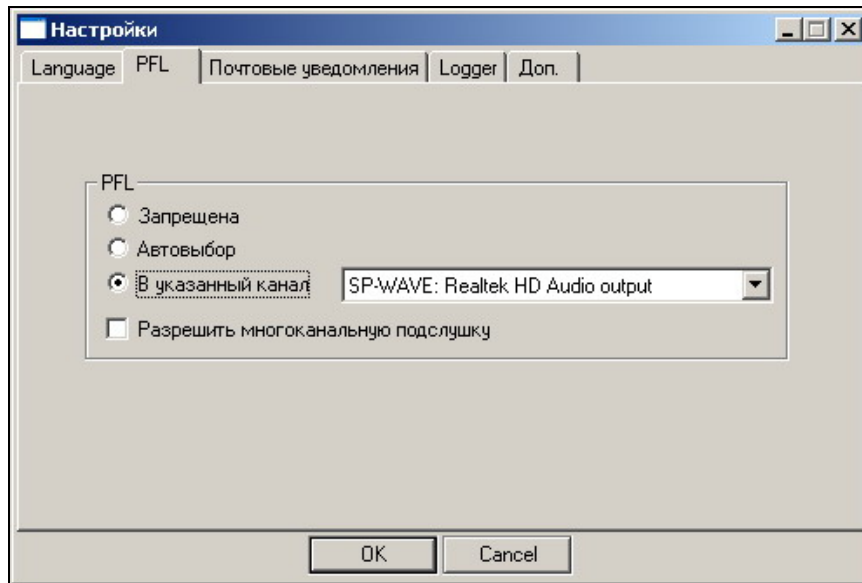 Настройки
Language PFL Почтовые уведомления Logger Доп.
PFL
Запрещена
Автовыбор
В указанный канал SP-WAVE: Realtek HD Audio output
Разрешить многоканальную подслушку
OK Cancel